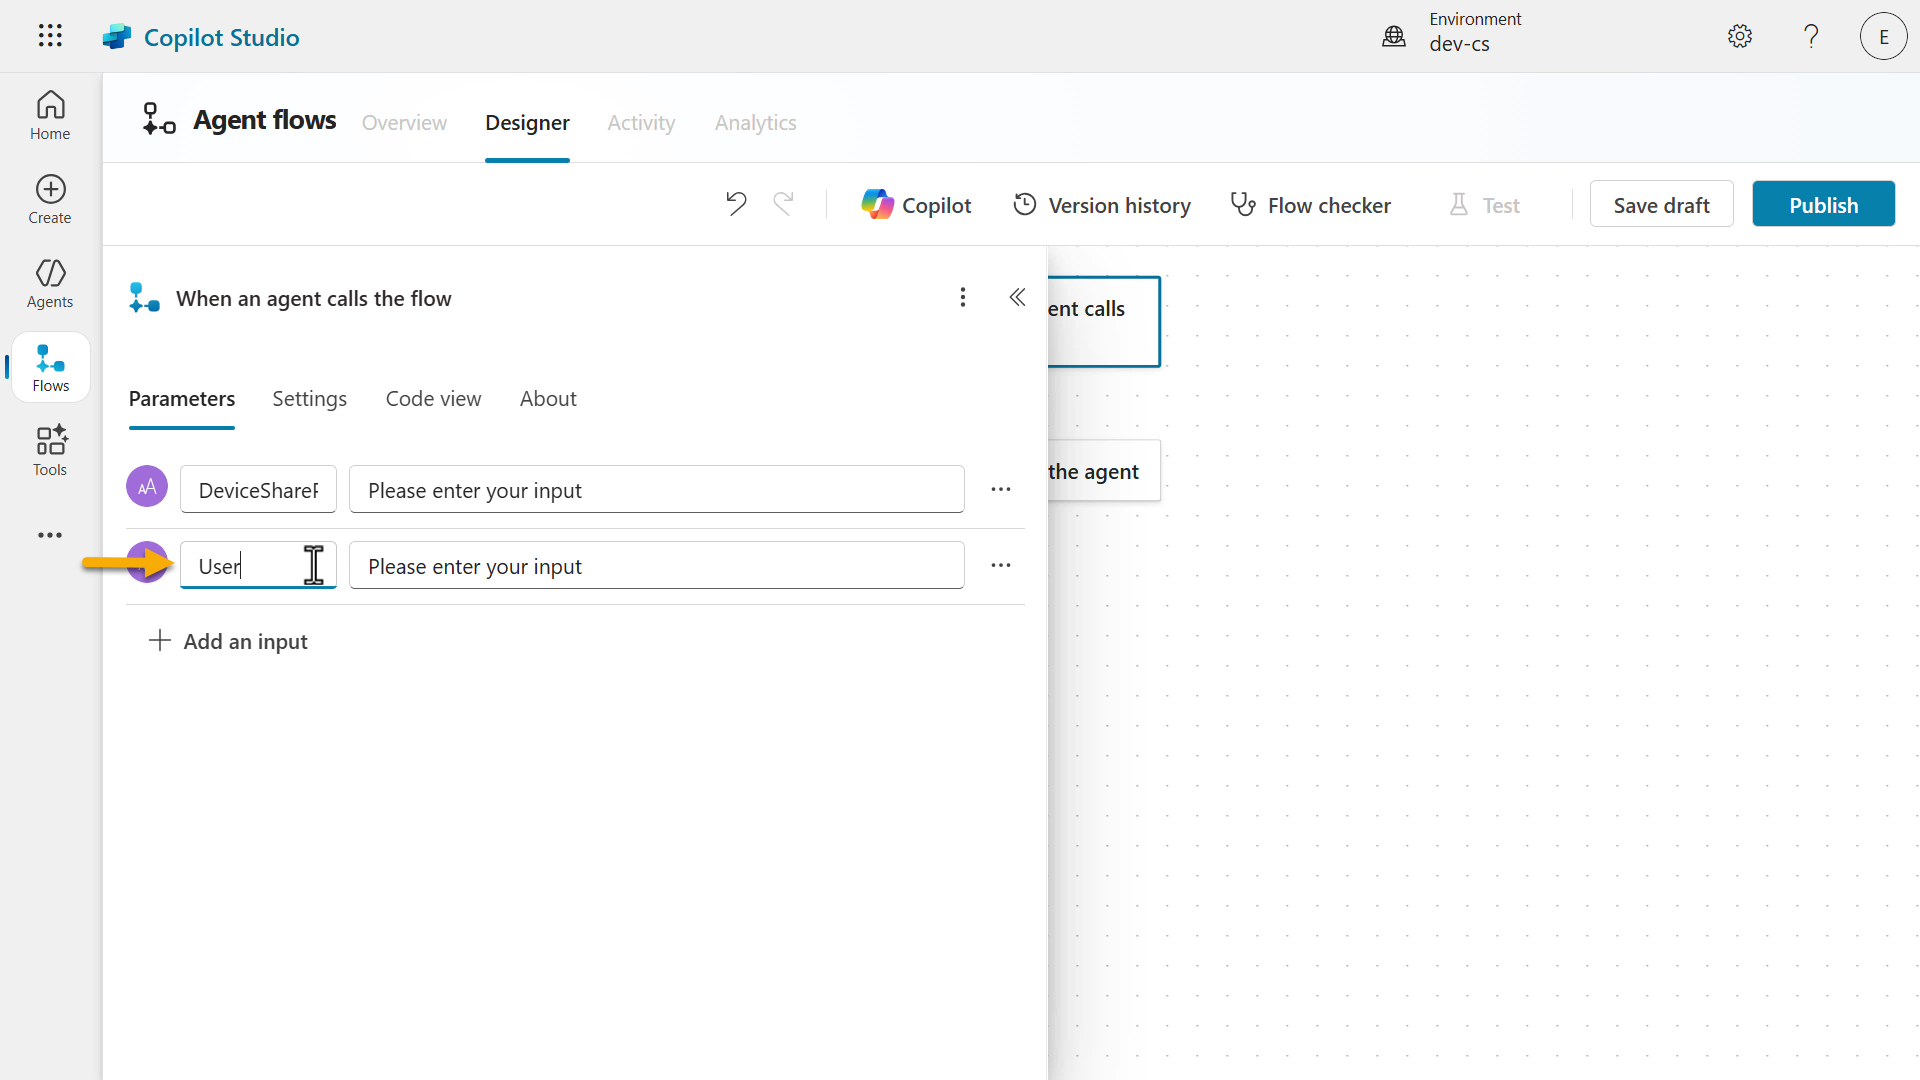 Copilot Studio
Environment
dev-cs
?
E
Home
Create
Agents
Flows
Tools
Agent flows
Overview
Designer
Activity
Analytics
Copilot
Version history
Flow checker
Test
Save draft
Publish
When an agent calls the flow
ent calls
the agent
Parameters
Settings
Code view
About
AA
Please enter your input
User
Please enter your input
Add an input